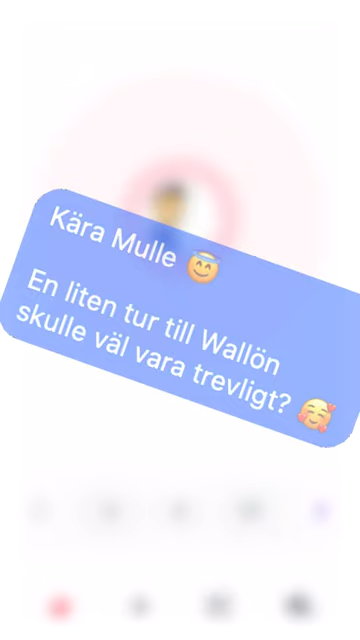 Kära Mulle 😇
En liten tur till Wallön
skulle väl vara trevligt? 🥰